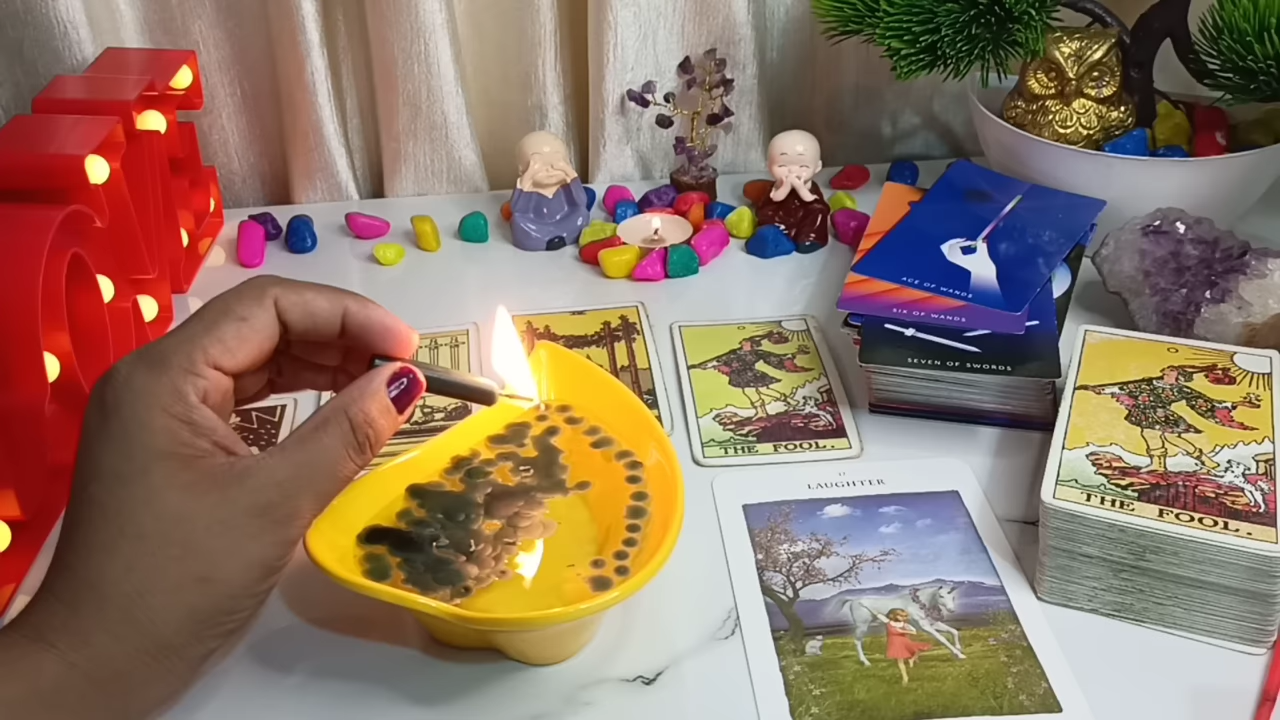 ACE OF WANDS
SIX OF WANDS
SEVEN OF SWORDS
THE FOOL.
THE FOOL.
LAUGHTER